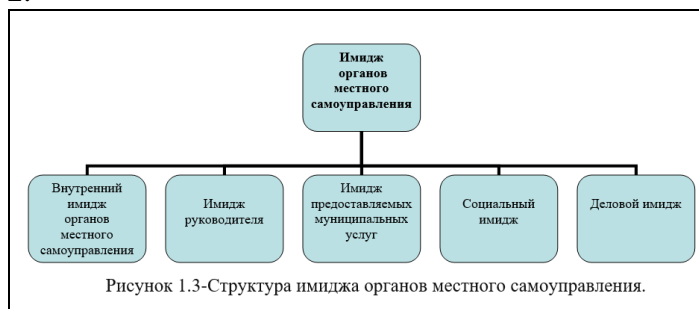 Имидж
органов
местного
самоуправления
Внутренний
имидж
органов
местного
самоуправления
Имидж
руководителя
Имидж
предоставляемых
муниципальных
услуг
Социальный
имидж
Деловой имидж
Рисунок 1.3-Структура имиджа органов местного самоуправления.